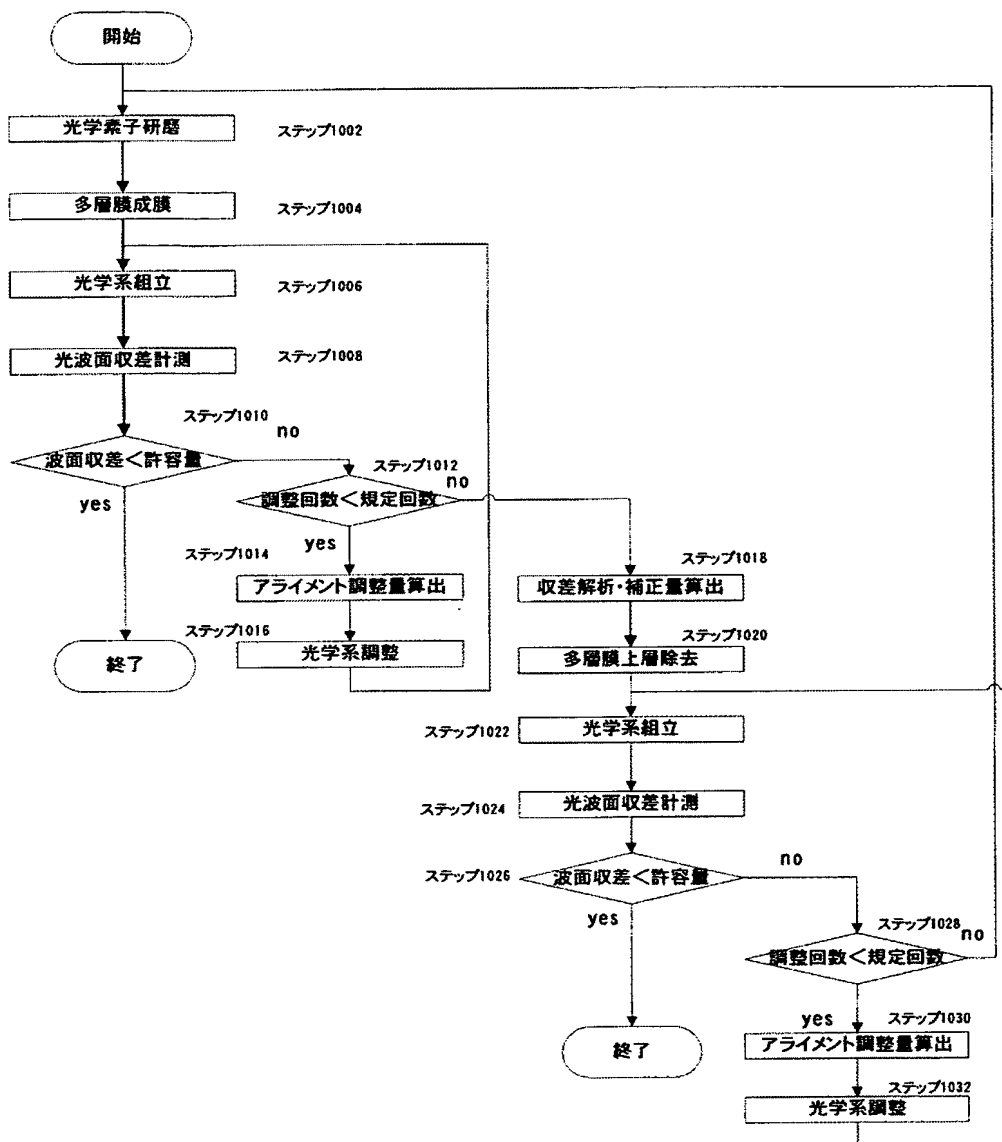 開始
光学素子研磨
ステップ1002
多層膜成膜
ステップ1004
光学系組立
ステップ1006
光波面収差計測
ステップ1008
ステップ1010
波面収差<許容量
no
yes
ステップ1012
調整回数<規定回数
no
yes
ステップ1014
アライメント調整量算出
ステップ1016
光学系調整
終了
ステップ1018
収差解析・補正量算出
ステップ1020
多層膜上層除去
ステップ1022
光学系組立
ステップ1024
光波面収差計測
ステップ1026
波面収差<許容量
no
yes
終了
ステップ1028
調整回数<規定回数
no
yes
ステップ1030
アライメント調整量算出
ステップ1032
光学系調整